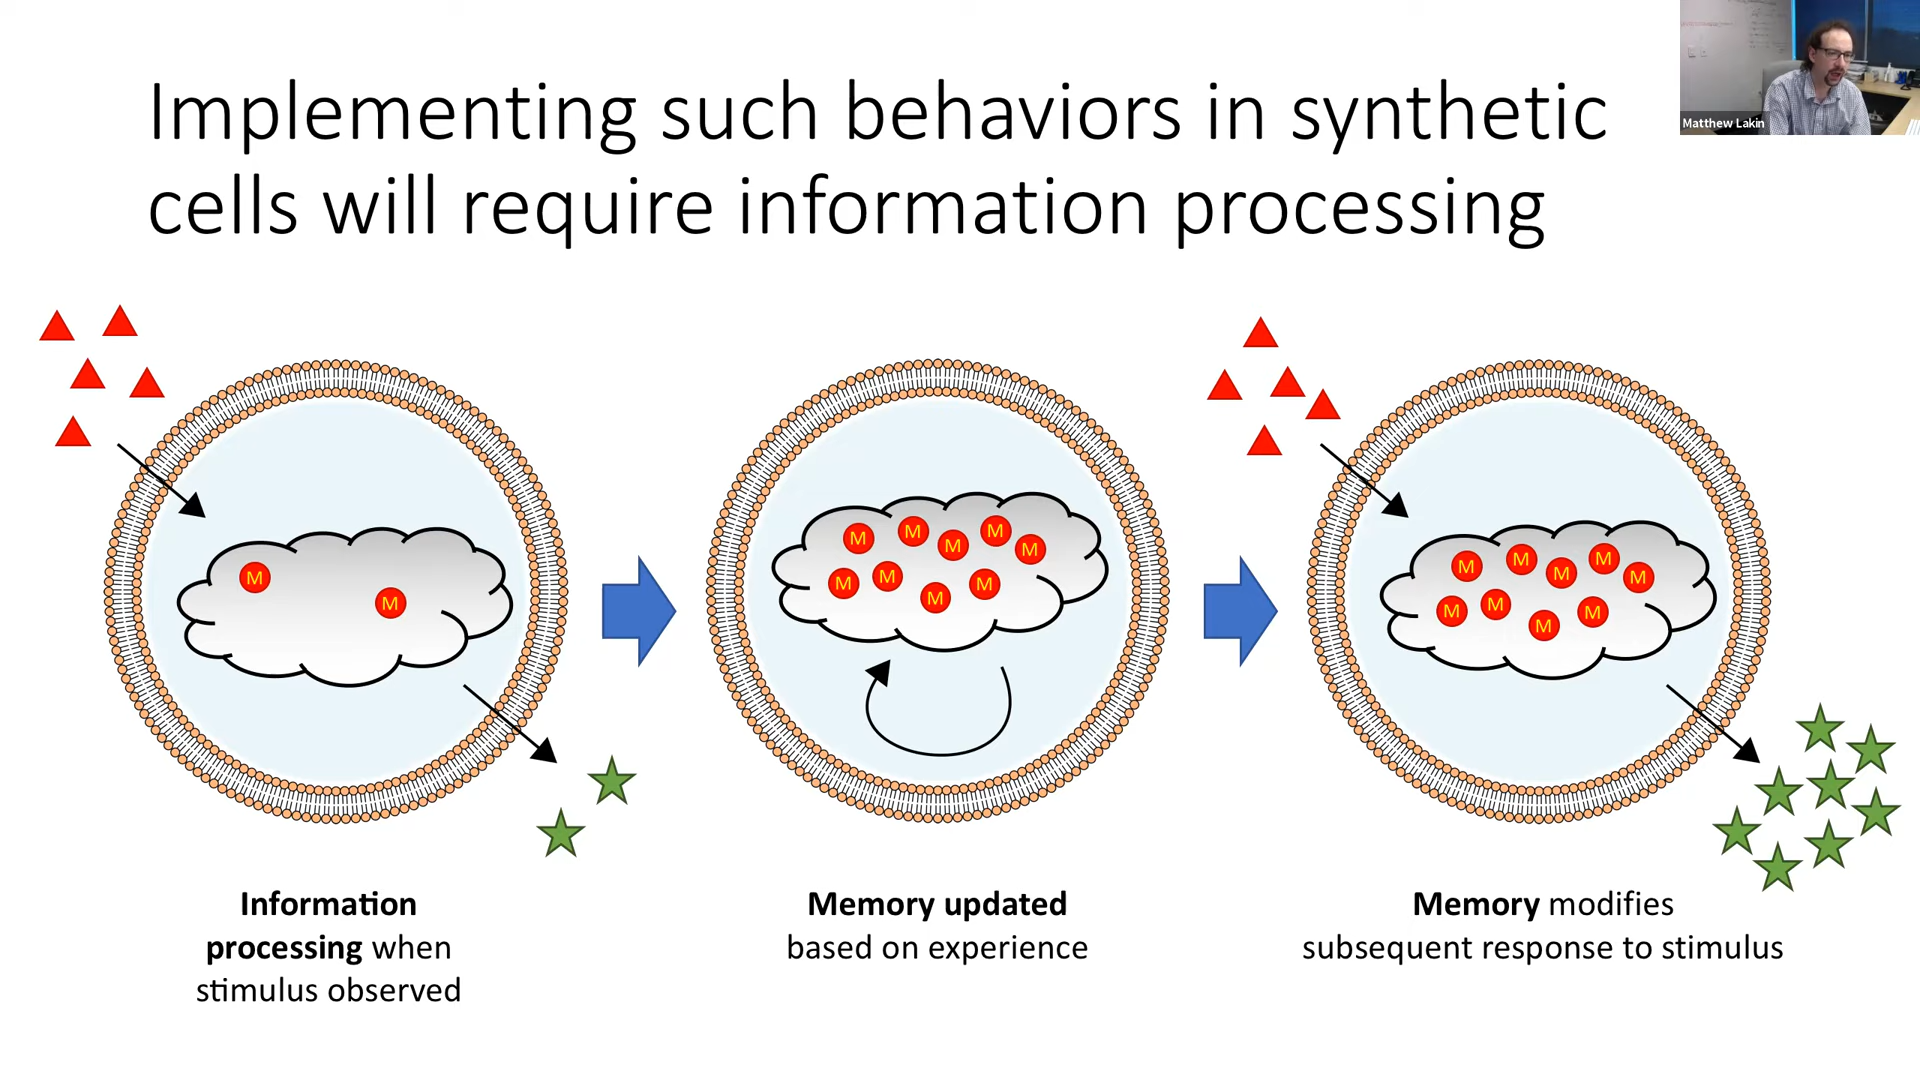 Implementing such behaviors in synthetic
cells will require information processing
Matthew Lakin
M M
M M M M M
M M M M
M M M M M
M M M M
Information
processing when
stimulus observed
Memory updated
based on experience
Memory modifies
subsequent response to stimulus